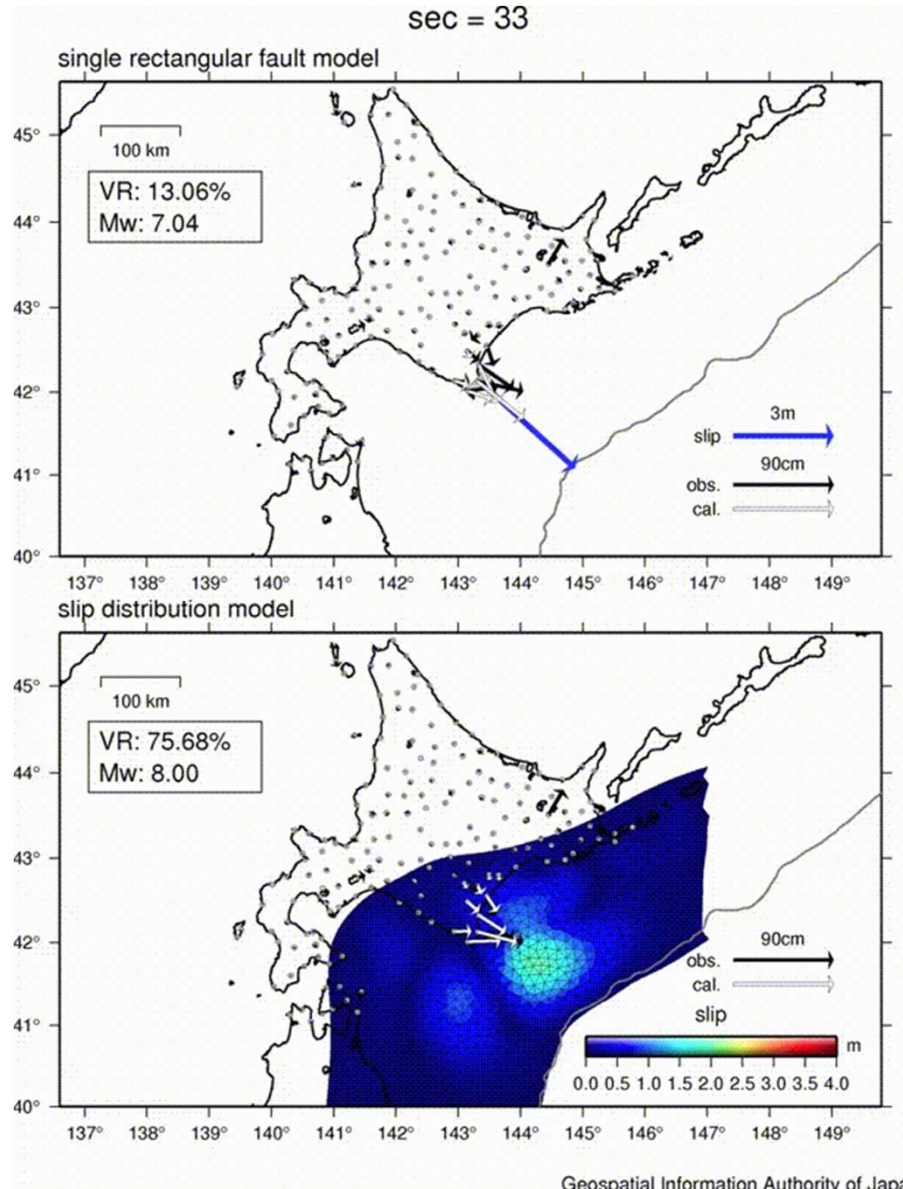 sec = 33
single rectangular fault model
45°
44°
43°
42°
41°
40°
100 km
VR: 13.06%
Mw: 7.04
3m
slip
90cm
obs.
cal.
137° 138° 139° 140° 141° 142° 143° 144° 145° 146° 147° 148° 149°
slip distribution model
45°
44°
43°
42°
41°
40°
100 km
VR: 75.68%
Mw: 8.00
90cm
obs.
cal.
slip
m
0.0 0.5 1.0 1.5 2.0 2.5 3.0 3.5 4.0
137° 138° 139° 140° 141° 142° 143° 144° 145° 146° 147° 148° 149°
Geospatial Information Authority of Japa